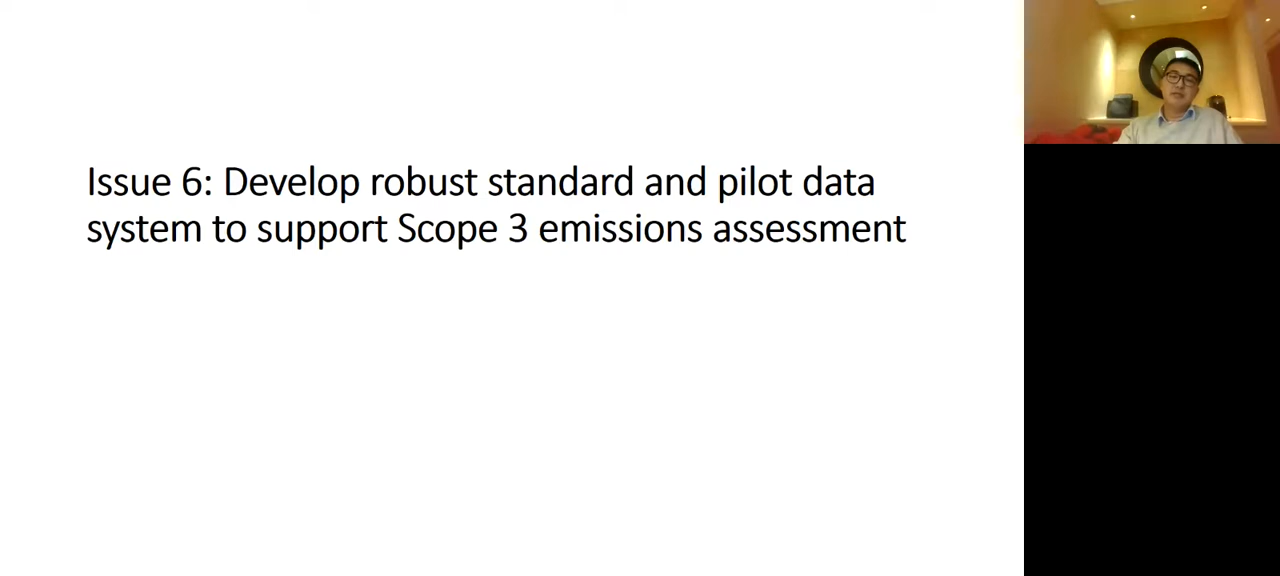 Issue 6: Develop robust standard and pilot data
system to support Scope 3 emissions assessment